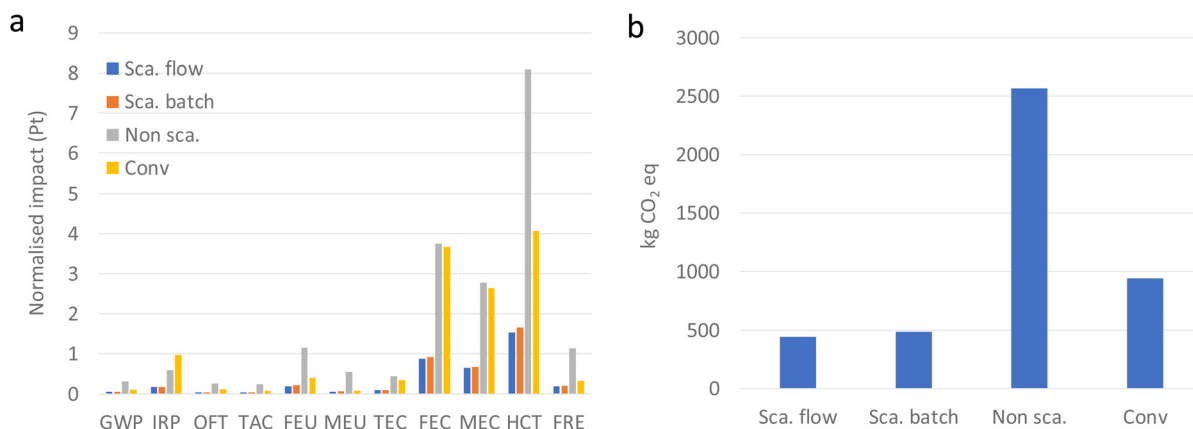 a
9
8
7
6
5
4
3
2
1
0
Normalised impact (Pt)
Sca. flow
Sca. batch
Non sca.
Conv
GWP IRP OFT TAC FEU MEU TEC FEC MEC HCT FRE
b
3000
2500
2000
1500
1000
500
0
kg CO₂ eq
Sca. flow Sca. batch Non sca. Conv